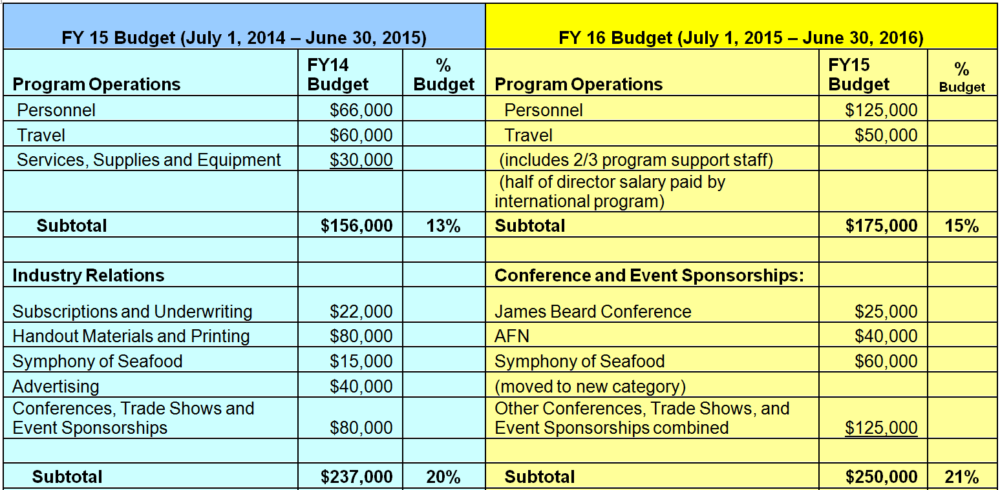 FY 15 Budget (July 1, 2014 – June 30, 2015) FY 16 Budget (July 1, 2015 – June 30, 2016)
Program Operations FY14 Budget % Budget Program Operations FY15 Budget % Budget
Personnel $66,000 Personnel $125,000
Travel $60,000 Travel $50,000
Services, Supplies and Equipment $30,000 (includes 2/3 program support staff)
(half of director salary paid by
international program)
Subtotal $156,000 13% Subtotal $175,000 15%
Industry Relations Conference and Event Sponsorships:
Subscriptions and Underwriting $22,000 James Beard Conference $25,000
Handout Materials and Printing $80,000 AFN $40,000
Symphony of Seafood $15,000 Symphony of Seafood $60,000
Advertising $40,000 (moved to new category)
Conferences, Trade Shows and Other Conferences, Trade Shows, and
Event Sponsorships $80,000 Event Sponsorships combined $125,000
Subtotal $237,000 20% Subtotal $250,000 21%